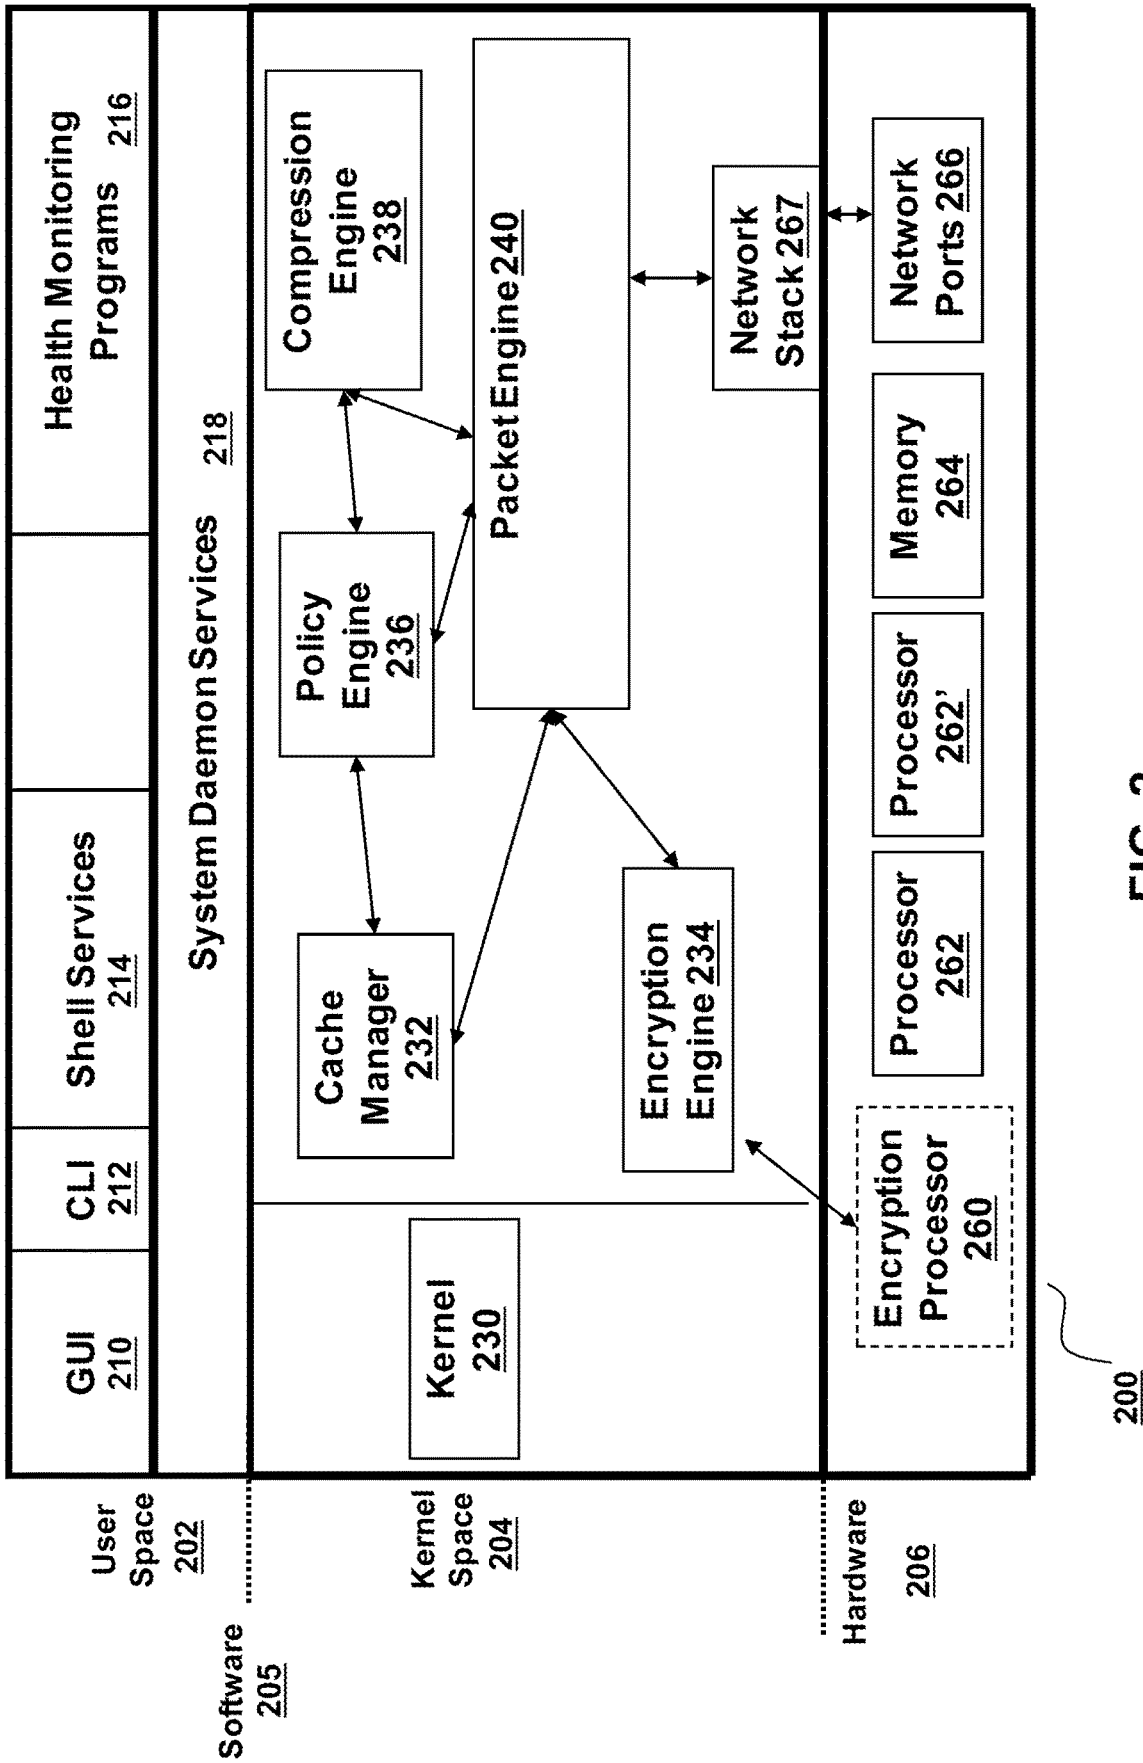 User
Space
202
GUI
210
CLI
212
Shell Services
214
Health Monitoring
Programs 216
System Daemon Services 218
Software
205
Kernel
Space
204
Kernel
230
Cache
Manager
232
Policy
Engine
236
Compression
Engine
238
Packet Engine 240
Encryption
Engine 234
Network
Stack 267
Hardware
206
Encryption
Processor
260
Processor
262
Processor
262’
Memory
264
Network
Ports 266
200